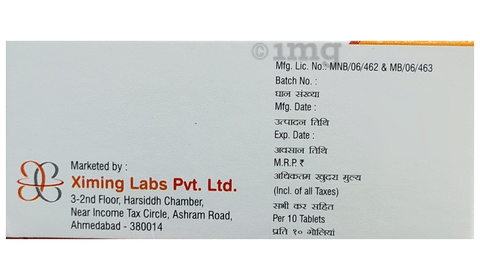 ©1mg
Marketed by :
Ximing Labs Pvt. Ltd.
3-2nd Floor, Harsiddh Chamber,
Near Income Tax Circle, Ashram Road,
Ahmedabad - 380014
Mfg. Lic. No.: MNB/06/462 & MB/06/463
Batch No. :
घान संख्या
Mfg. Date :
उत्पादन तिथि
Exp. Date :
अवसान तिथि
M.R.P. ₹
अधिकतम खुदरा मुल्य
(Incl. of all Taxes)
सभी कर सहित
Per 10 Tablets
प्रति १० गोलियां